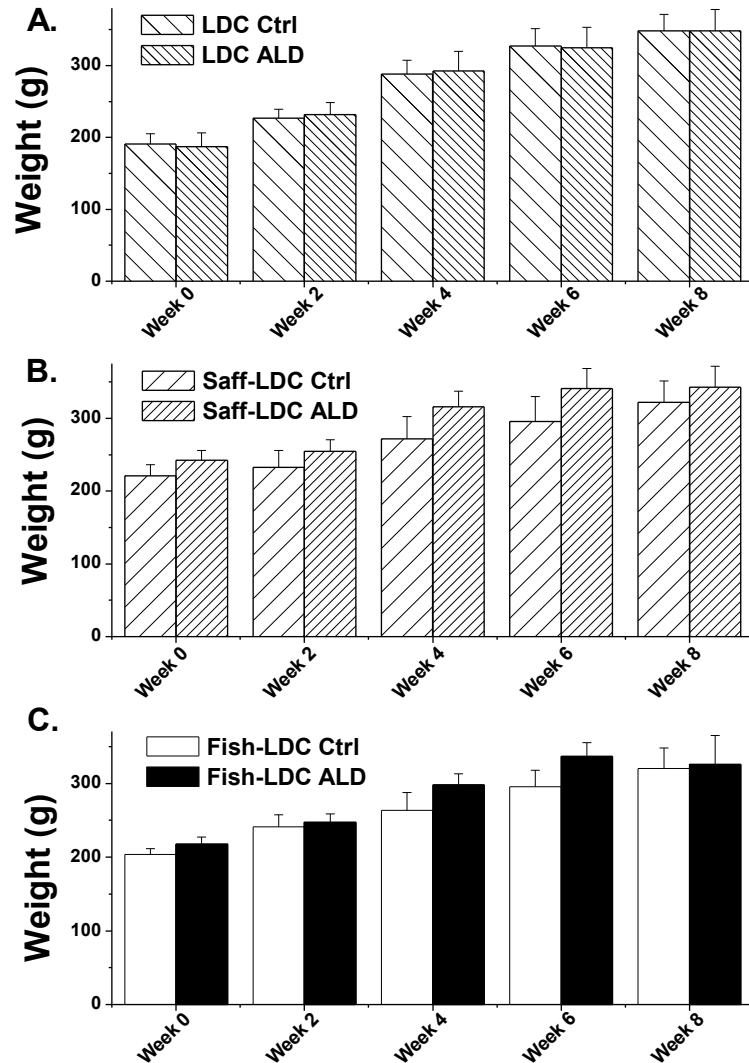 A.
LDC Ctrl
LDC ALD
Weight (g)
300
200
100
0
Week 0
Week 2
Week 4
Week 6
Week 8
B.
Saff-LDC Ctrl
Saff-LDC ALD
Weight (g)
300
200
100
0
Week 0
Week 2
Week 4
Week 6
Week 8
C.
Fish-LDC Ctrl
Fish-LDC ALD
Weight (g)
300
200
100
0
Week 0
Week 2
Week 4
Week 6
Week 8